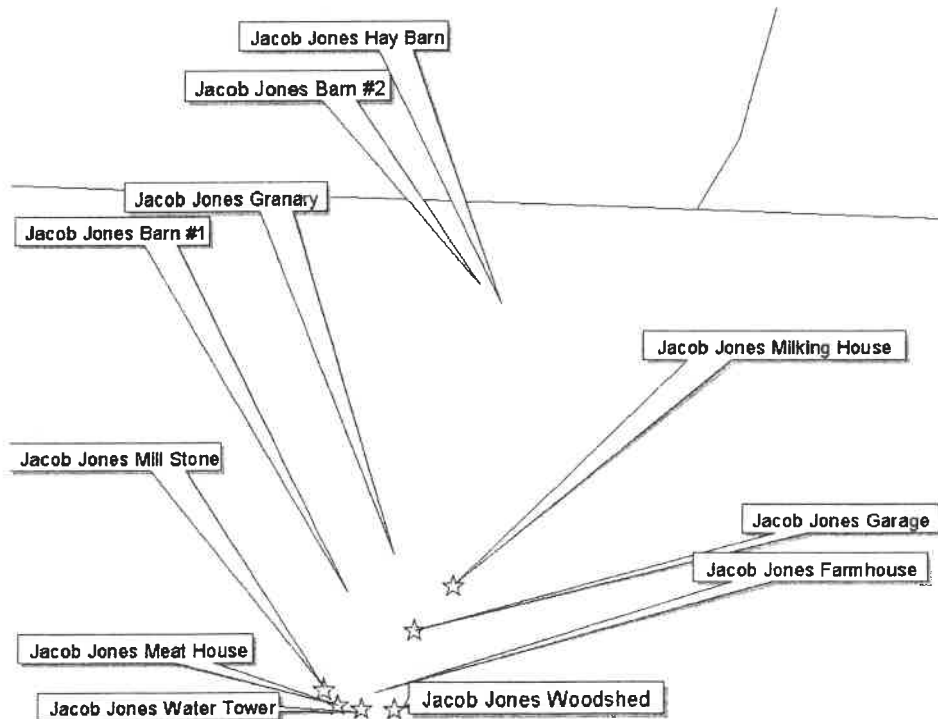 Jacob Jones Hay Barn
Jacob Jones Barn #2
Jacob Jones Granary
Jacob Jones Barn #1
Jacob Jones Milking House
Jacob Jones Mill Stone
Jacob Jones Garage
Jacob Jones Farmhouse
Jacob Jones Meat House
Jacob Jones Woodshed
Jacob Jones Water Tower